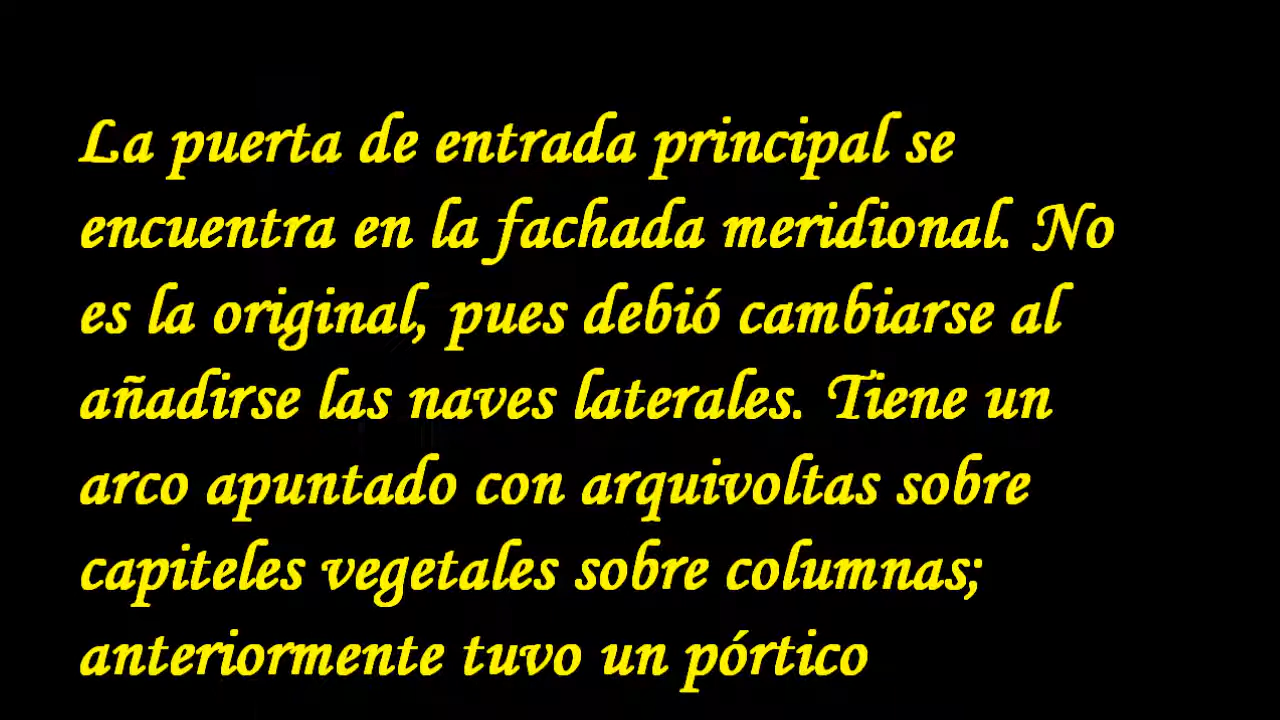 La puerta de entrada principal se
encuentra en la fachada meridional. No
es la original, pues debió cambiarse al
añadirse las naves laterales. Tiene un
arco apuntado con arquivoltas sobre
capiteles vegetales sobre columnas;
anteriormente tuvo un pórtico